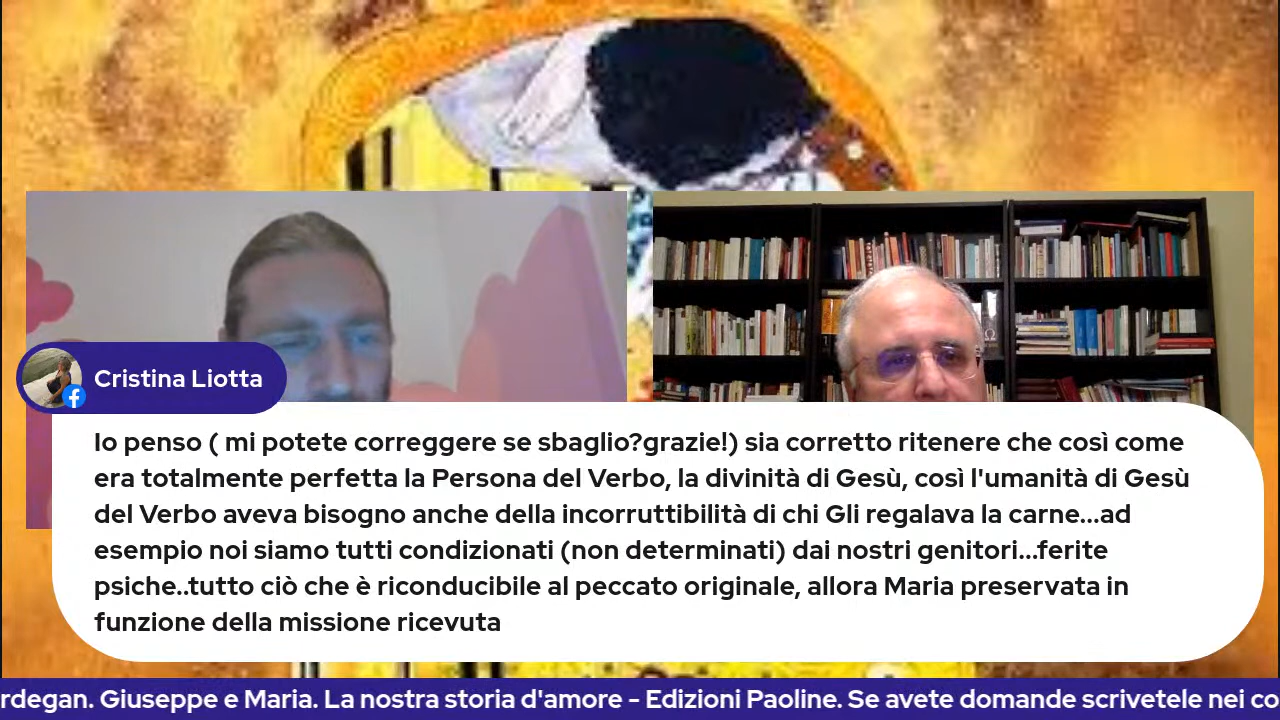 Cristina Liotta
Io penso ( mi potete correggere se sbaglio?grazie!) sia corretto ritenere che così come
era totalmente perfetta la Persona del Verbo, la divinità di Gesù, così l'umanità di Gesù
del Verbo aveva bisogno anche della incorruttibilità di chi Gli regalava la carne...ad
esempio noi siamo tutti condizionati (non determinati) dai nostri genitori...ferite
psiche..tutto ciò che è riconducibile al peccato originale, allora Maria preservata in
funzione della missione ricevuta
rdegan. Giuseppe e Maria. La nostra storia d'amore - Edizioni Paoline. Se avete domande scrivetele nei co